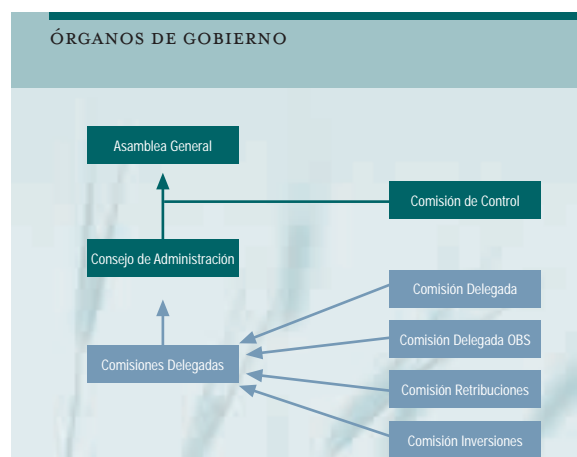 ÓRGANOS DE GOBIERNO
Asamblea General
Comisión de Control
Consejo de Administración
Comisión Delegada
Comisión Delegada OBS
Comisiones Delegadas
Comisión Retribuciones
Comisión Inversiones